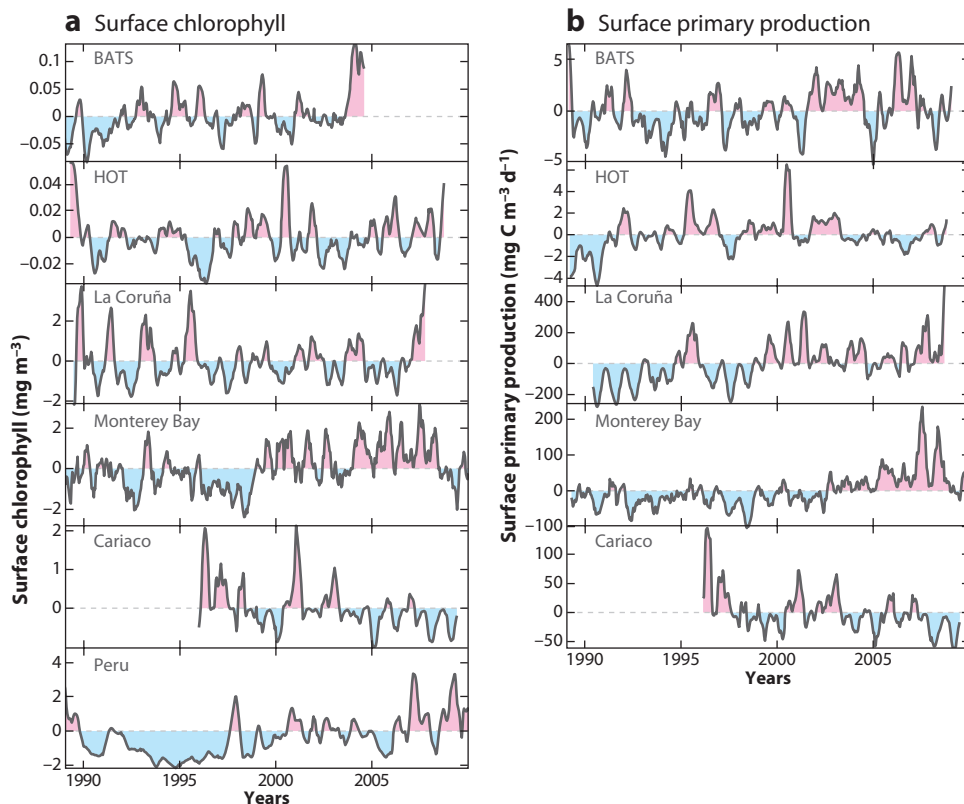 a Surface chlorophyll
Surface chlorophyll (mg m⁻³)
BATS
0.1
0.05
0
−0.05
HOT
0.04
0.02
0
−0.02
La Coruña
2
0
−2
Monterey Bay
2
0
−2
Cariaco
2
1
0
−1
Peru
4
2
0
−2
1990 1995 2000 2005
Years
b Surface primary production
Surface primary production (mg C m⁻³ d⁻¹)
BATS
5
0
−5
HOT
6
4
2
0
−2
−4
La Coruña
400
200
0
−200
Monterey Bay
200
100
0
−100
Cariaco
100
50
0
−50
1990 1995 2000 2005
Years